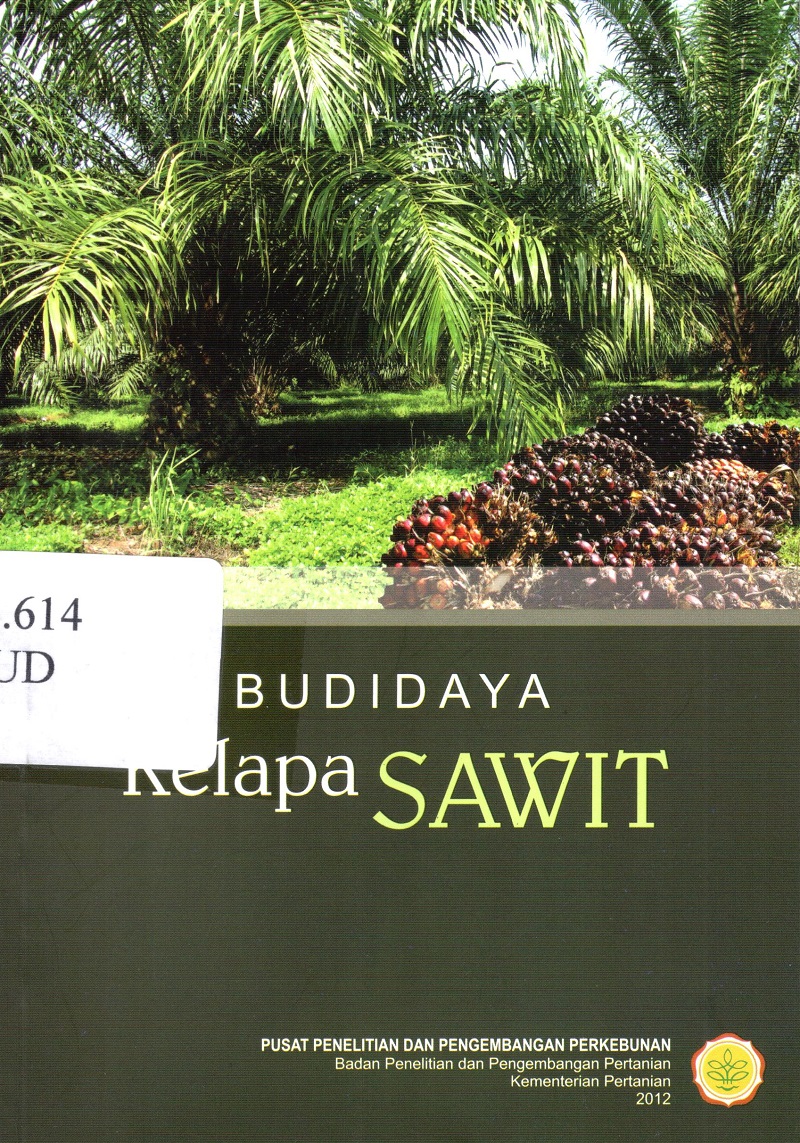 .614
UD
BUDIDAYA
Kelapa SAWIT
PUSAT PENELITIAN DAN PENGEMBANGAN PERKEBUNAN
Badan Penelitian dan Pengembangan Pertanian
Kementerian Pertanian
2012